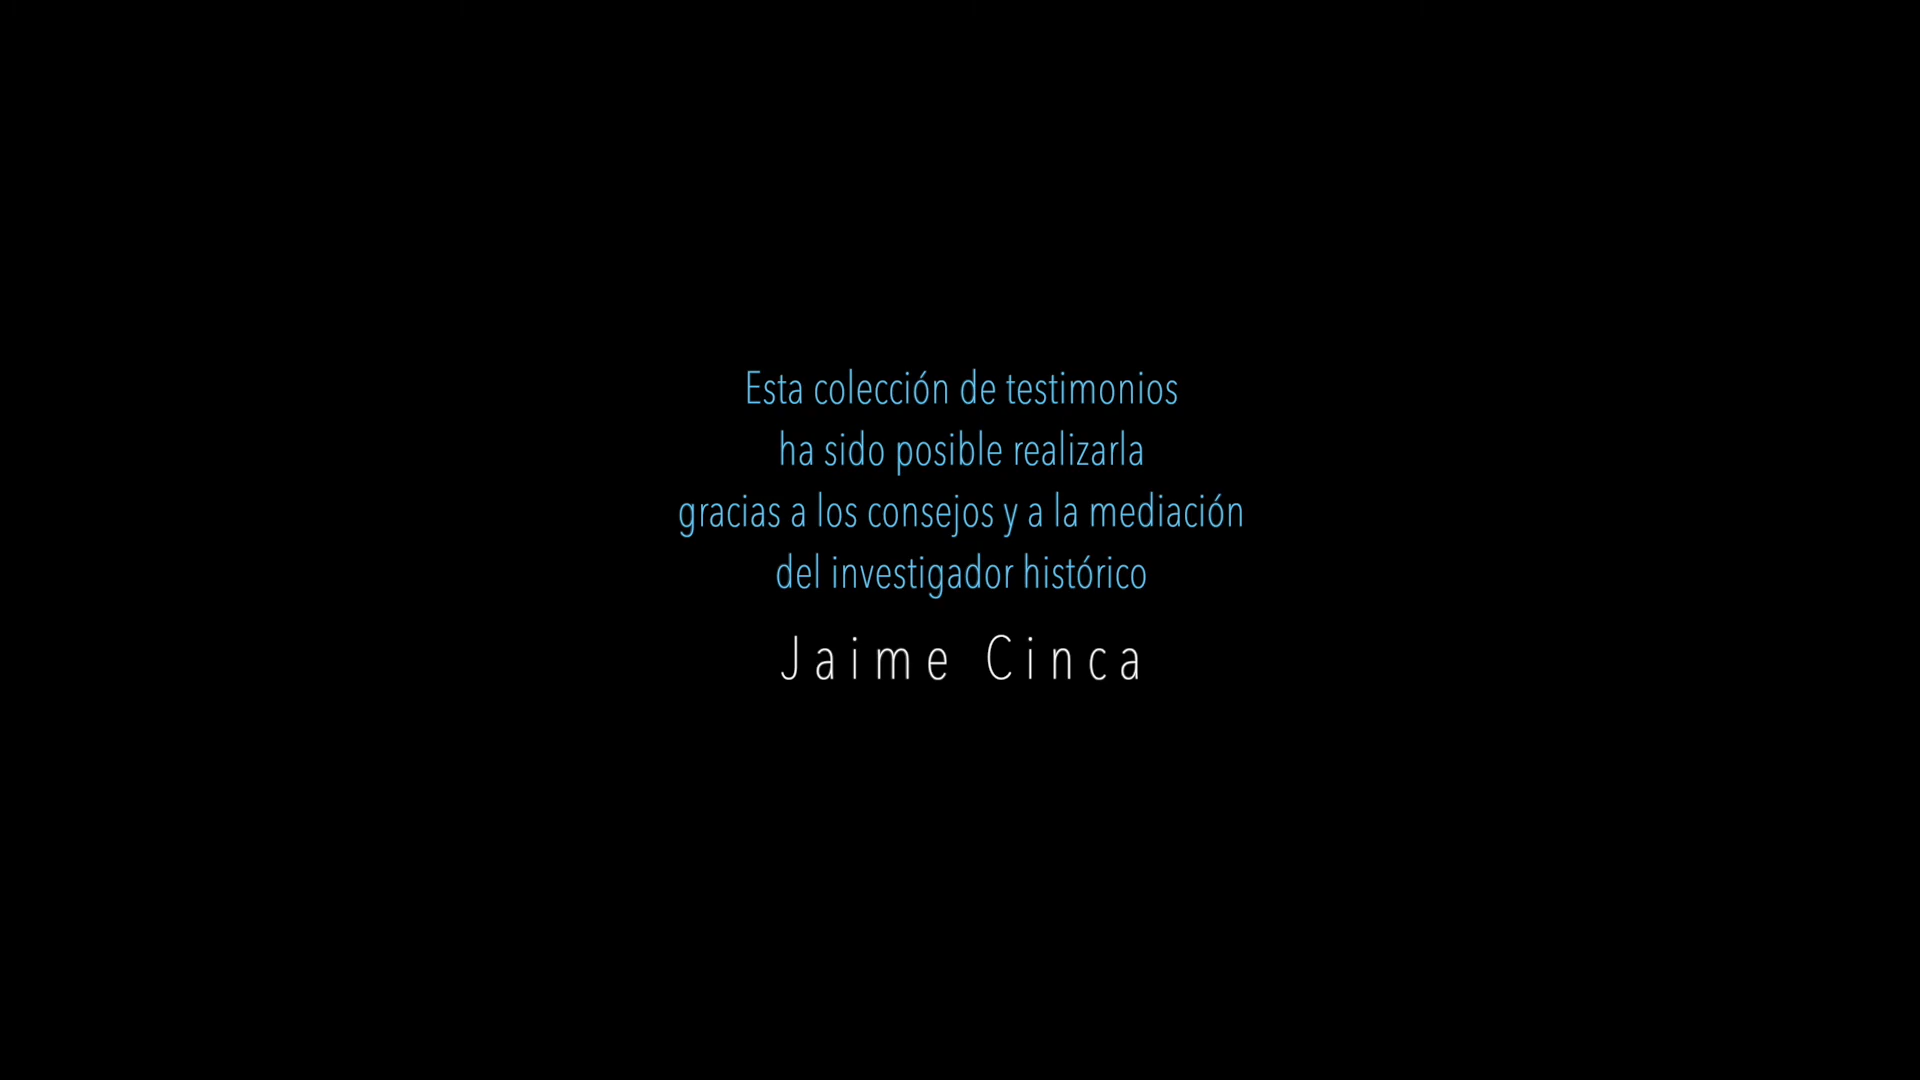 Esta colección de testimonios
ha sido posible realizarla
gracias a los consejos y a la mediación
del investigador histórico
Jaime Cinca